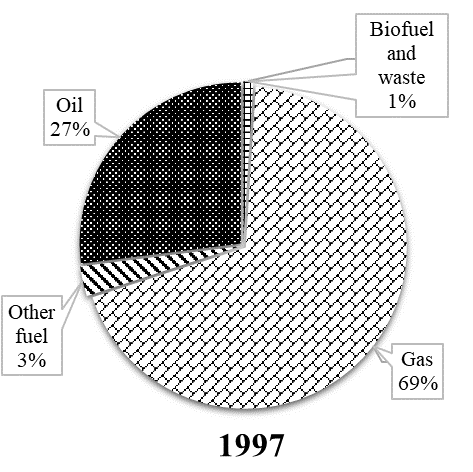 Biofuel
and
waste
1%
Oil
27%
Other
fuel
3%
Gas
69%
1997